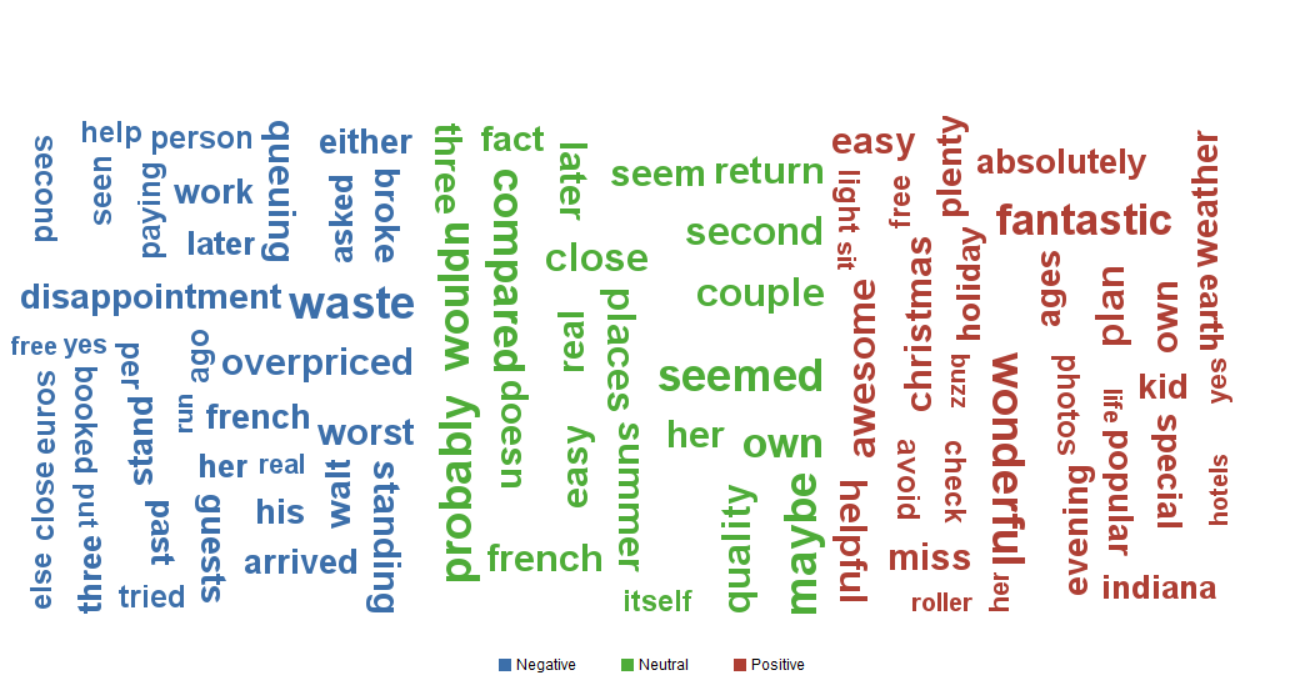 second
help
seen
person
paying
work
later
queuing
either
asked
broke
disappointment
waste
free
yes
per
ago
overpriced
euros
booked
stand
run
french
worst
close
put
her
real
walt
standing
else
three
past
guests
his
arrived
tried
three
fact
later
seem
return
wouldn
compared
second
close
couple
real
places
seemed
probably
doesn
easy
summer
her
own
french
quality
maybe
itself
easy
plenty
absolutely
weather
light
free
fantastic
sit
christmas
holiday
ages
plan
own
earth
awesome
buzz
wonderful
photos
life
kid
yes
avoid
check
popular
special
hotels
helpful
miss
evening
roller
her
indiana
Negative
Neutral
Positive